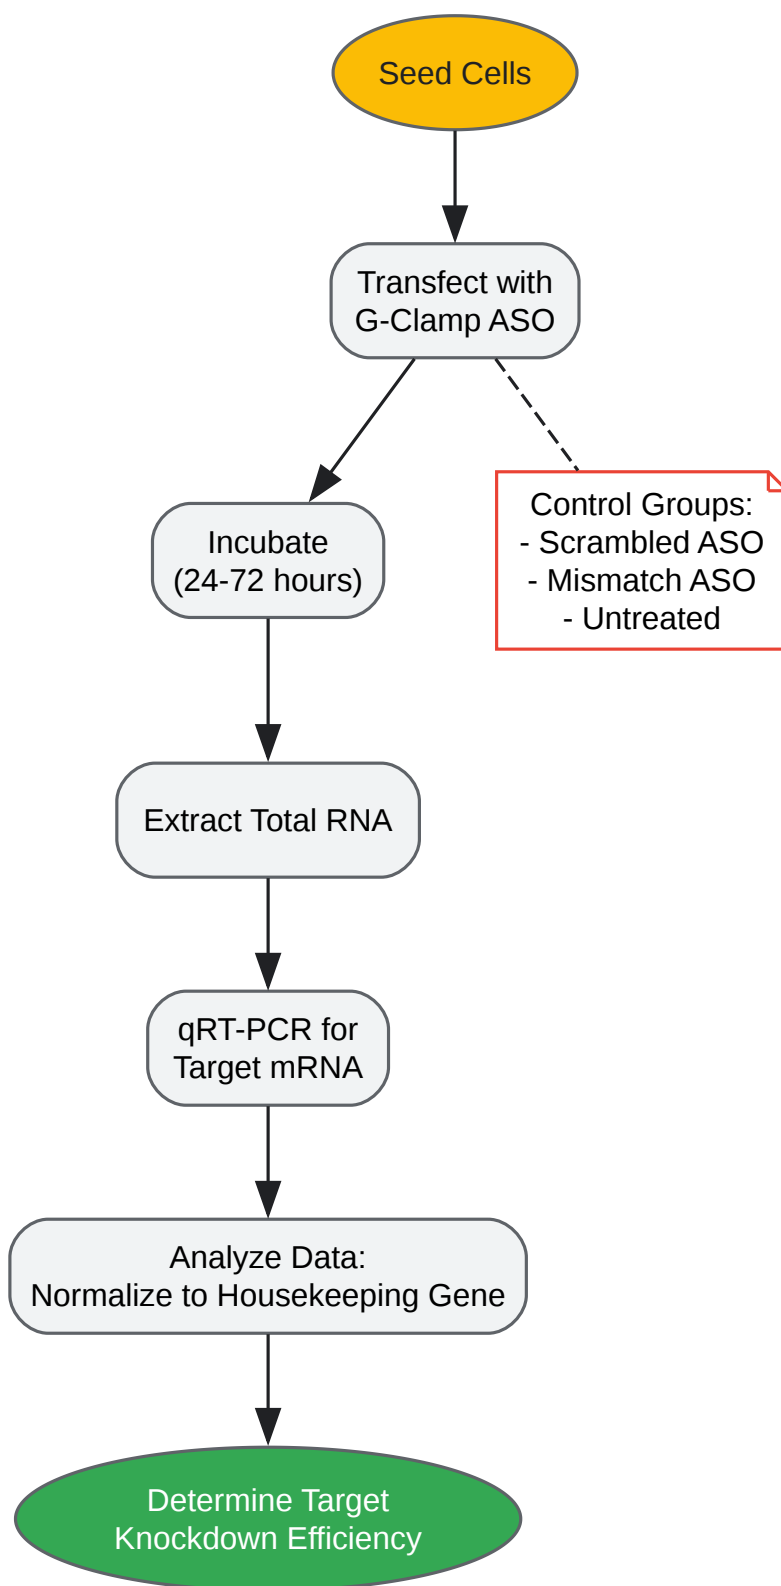 Seed Cells
Transfect with
G-Clamp ASO
Control Groups:
- Scrambled ASO
- Mismatch ASO
- Untreated
Incubate
(24-72 hours)
Extract Total RNA
qRT-PCR for
Target mRNA
Analyze Data:
Normalize to Housekeeping Gene
Determine Target
Knockdown Efficiency